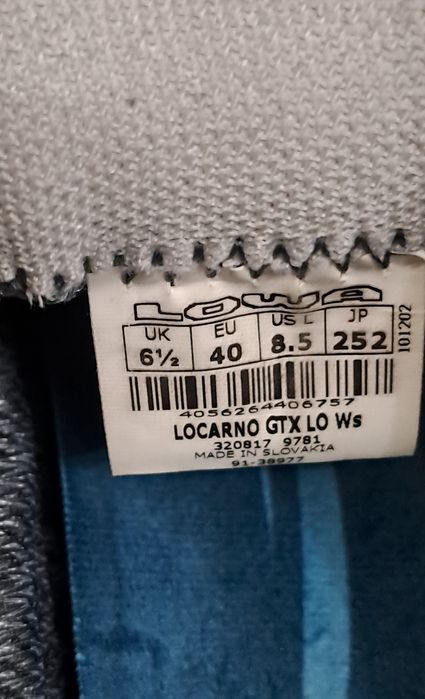 LOWA
UK EU US L JP
6½ 40 8.5 252
101202
4056264406757
LOCARNO GTX LO Ws
320817 9781
MADE IN SLOVAKIA
91-38977